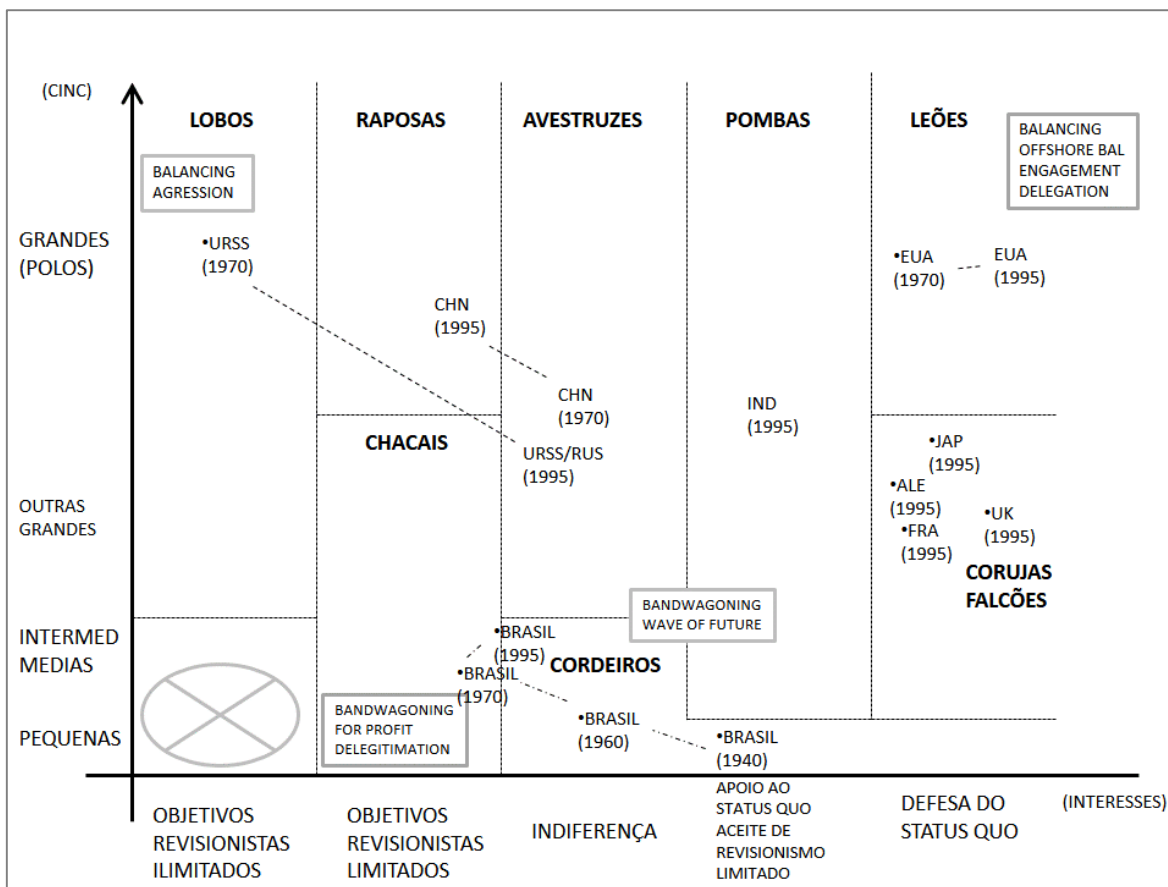 (CINC)
LOBOS
RAPOSAS
AVESTRUZES
POMBAS
LEÕES
BALANCING
OFFSHORE BAL
ENGAGEMENT
DELEGATION
BALANCING
AGRESSION
GRANDES
(POLOS)
•URSS
(1970)
•EUA
(1970)
EUA
(1995)
CHN
(1995)
CHN
(1970)
IND
(1995)
CHACAIS
URSS/RUS
(1995)
•JAP
(1995)
•ALE
(1995)
•FRA
(1995)
•UK
(1995)
OUTRAS
GRANDES
CORUJAS
FALCÕES
BANDWAGONING
WAVE OF FUTURE
INTERMED
MEDIAS
•BRASIL
(1995)
CORDEIROS
•BRASIL
(1970)
BANDWAGONING
FOR PROFIT
DELEGITIMATION
•BRASIL
(1960)
PEQUENAS
•BRASIL
(1940)
OBJETIVOS
REVISIONISTAS
ILIMITADOS
OBJETIVOS
REVISIONISTAS
LIMITADOS
INDIFERENÇA
APOIO AO
STATUS QUO
ACEITE DE
REVISIONISMO
LIMITADO
DEFESA DO
STATUS QUO
(INTERESSES)